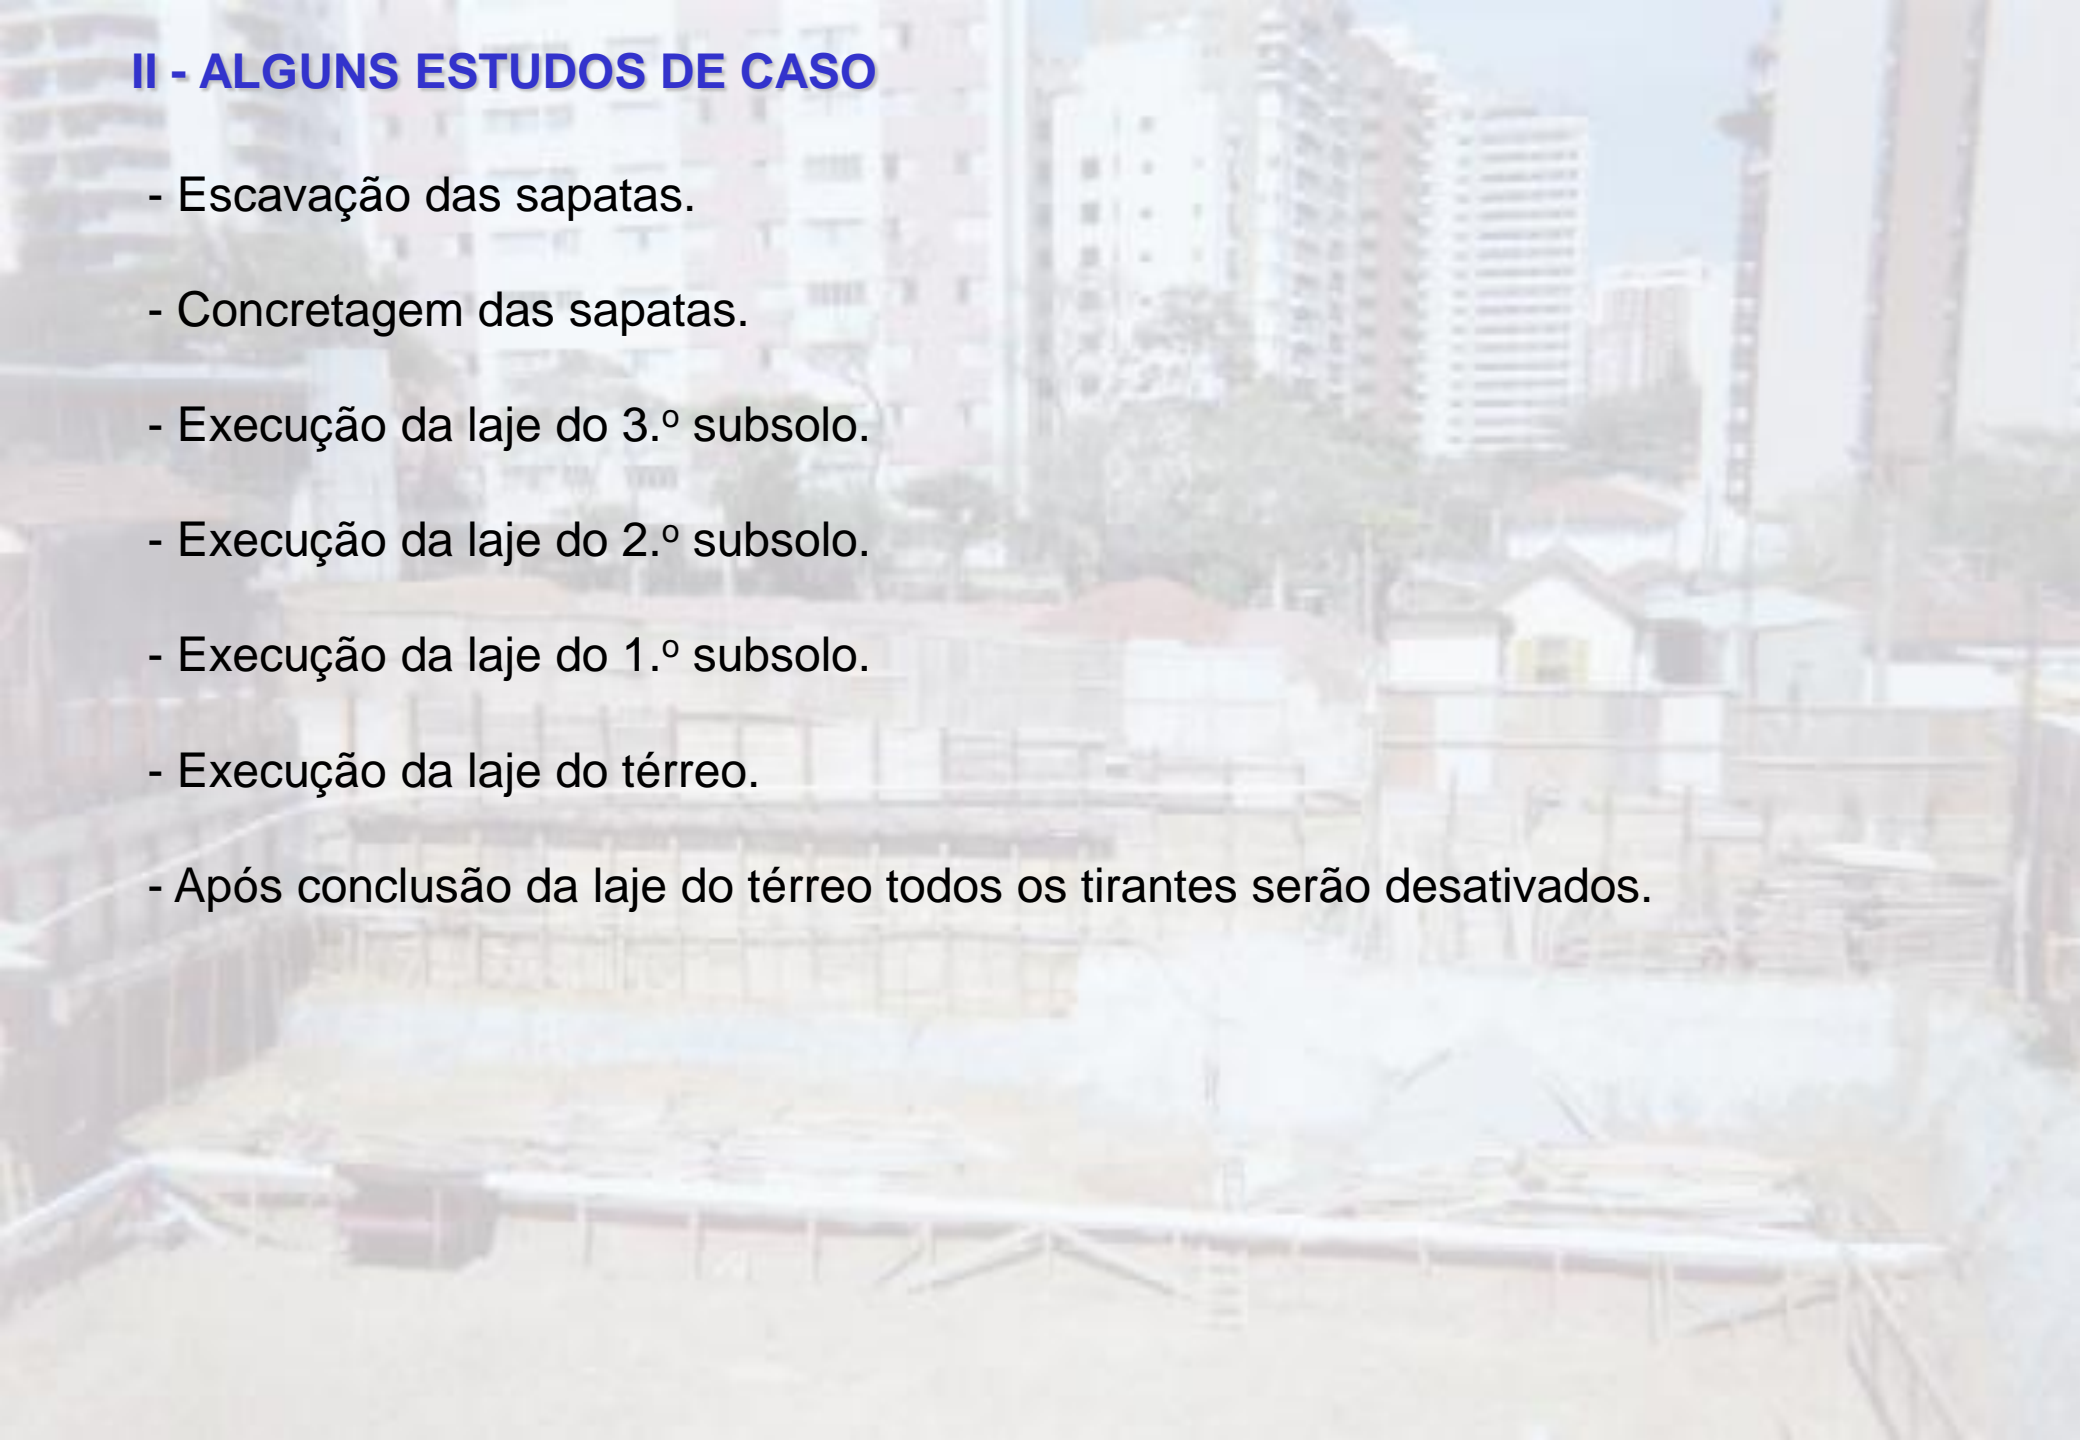 II - ALGUNS ESTUDOS DE CASO
- Escavação das sapatas.
- Concretagem das sapatas.
- Execução da laje do 3.º subsolo.
- Execução da laje do 2.º subsolo.
- Execução da laje do 1.º subsolo.
- Execução da laje do térreo.
- Após conclusão da laje do térreo todos os tirantes serão desativados.